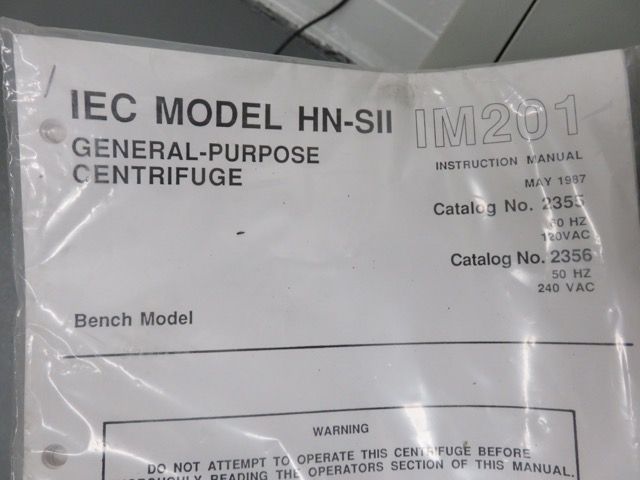 IEC MODEL HN-SII
GENERAL-PURPOSE
CENTRIFUGE
IM201
INSTRUCTION MANUAL
MAY 1987
Catalog No. 2355
60 HZ
120VAC
Catalog No. 2356
50 HZ
240 VAC
Bench Model
WARNING
DO NOT ATTEMPT TO OPERATE THIS CENTRIFUGE BEFORE
READING THE OPERATORS SECTION OF THIS MANUAL.